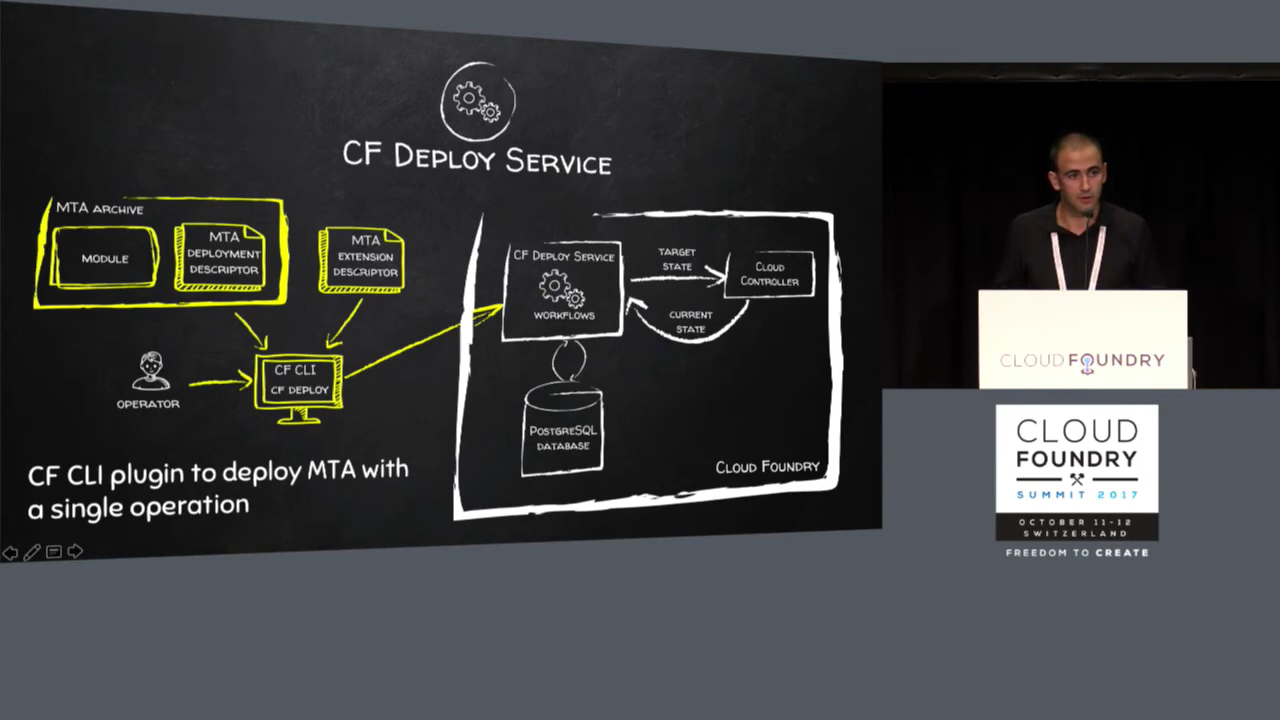 CF DEPLOY SERVICE
MTA ARCHIVE
MODULE
MTA
DEPLOYMENT
DESCRIPTOR
MTA
EXTENSION
DESCRIPTOR
OPERATOR
CF CLI
CF DEPLOY
CF CLI plugin to deploy MTA with
a single operation
CF DEPLOY SERVICE
WORKFLOWS
TARGET
STATE
CLOUD
CONTROLLER
CURRENT
STATE
POSTGRESQL
DATABASE
CLOUD FOUNDRY
CLOUDFOUNDRY
CLOUD
FOUNDRY
SUMMIT 2017
OCTOBER 11-12
SWITZERLAND
FREEDOM TO CREATE